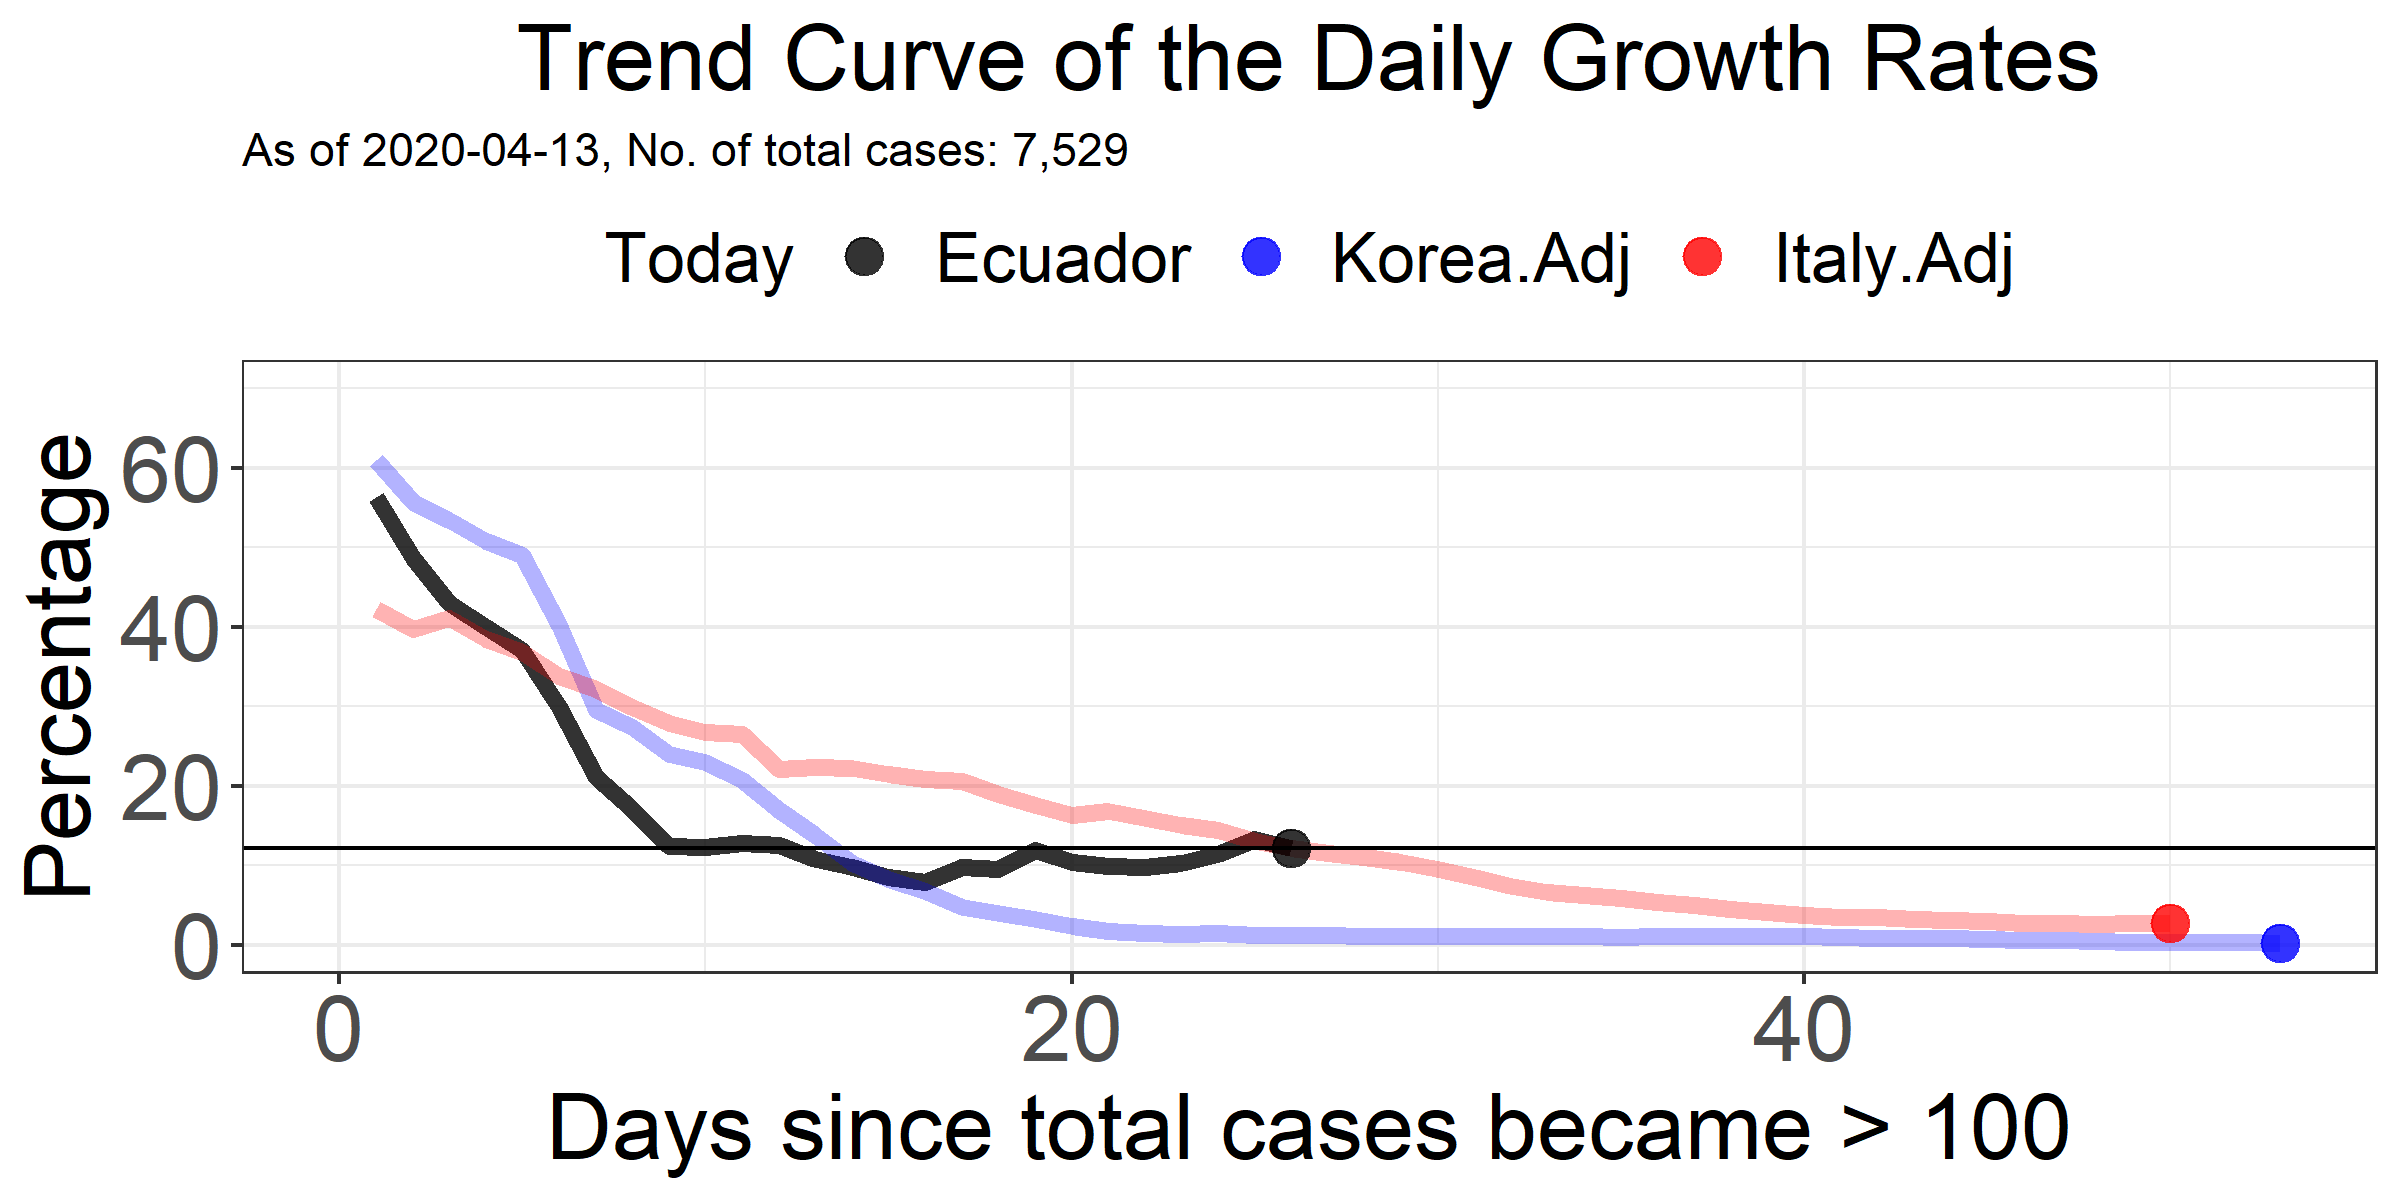 Trend Curve of the Daily Growth Rates
As of 2020-04-13, No. of total cases: 7,529
Today Ecuador Korea.Adj Italy.Adj
Percentage
60
40
20
0
0 20 40
Days since total cases became > 100